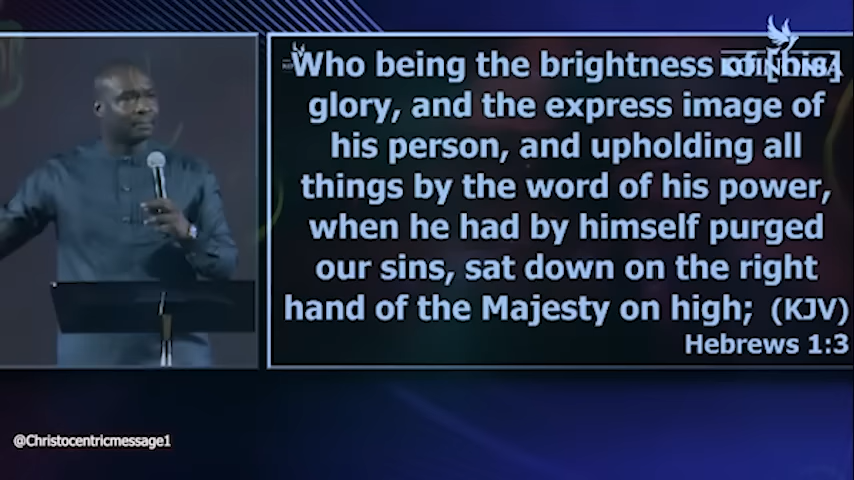 Who being the brightness of [his]
glory, and the express image of
his person, and upholding all
things by the word of his power,
when he had by himself purged
our sins, sat down on the right
hand of the Majesty on high; (KJV)
Hebrews 1:3
KOINONIA
@Christocentricmessage1